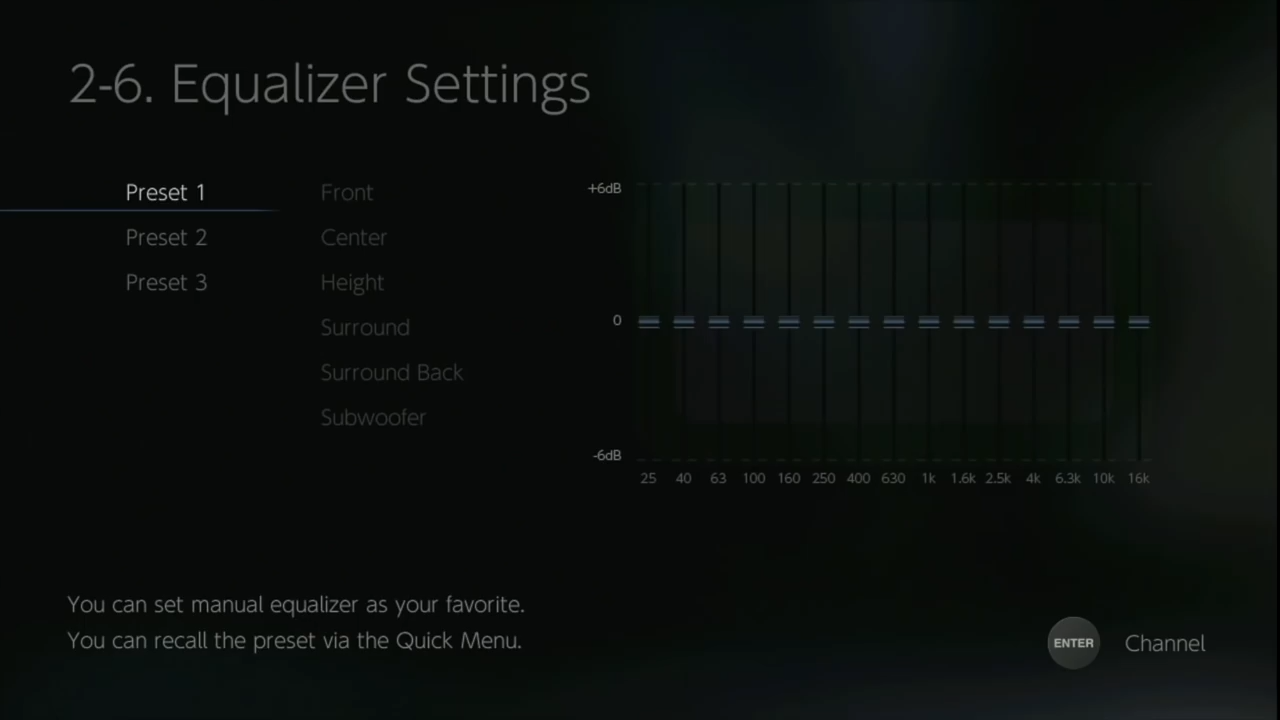 2-6. Equalizer Settings
Preset 1
Preset 2
Preset 3
Front
Center
Height
Surround
Surround Back
Subwoofer
+6dB
0
-6dB
25 40 63 100 160 250 400 630 1k 1.6k 2.5k 4k 6.3k 10k 16k
You can set manual equalizer as your favorite.
You can recall the preset via the Quick Menu.
ENTER Channel